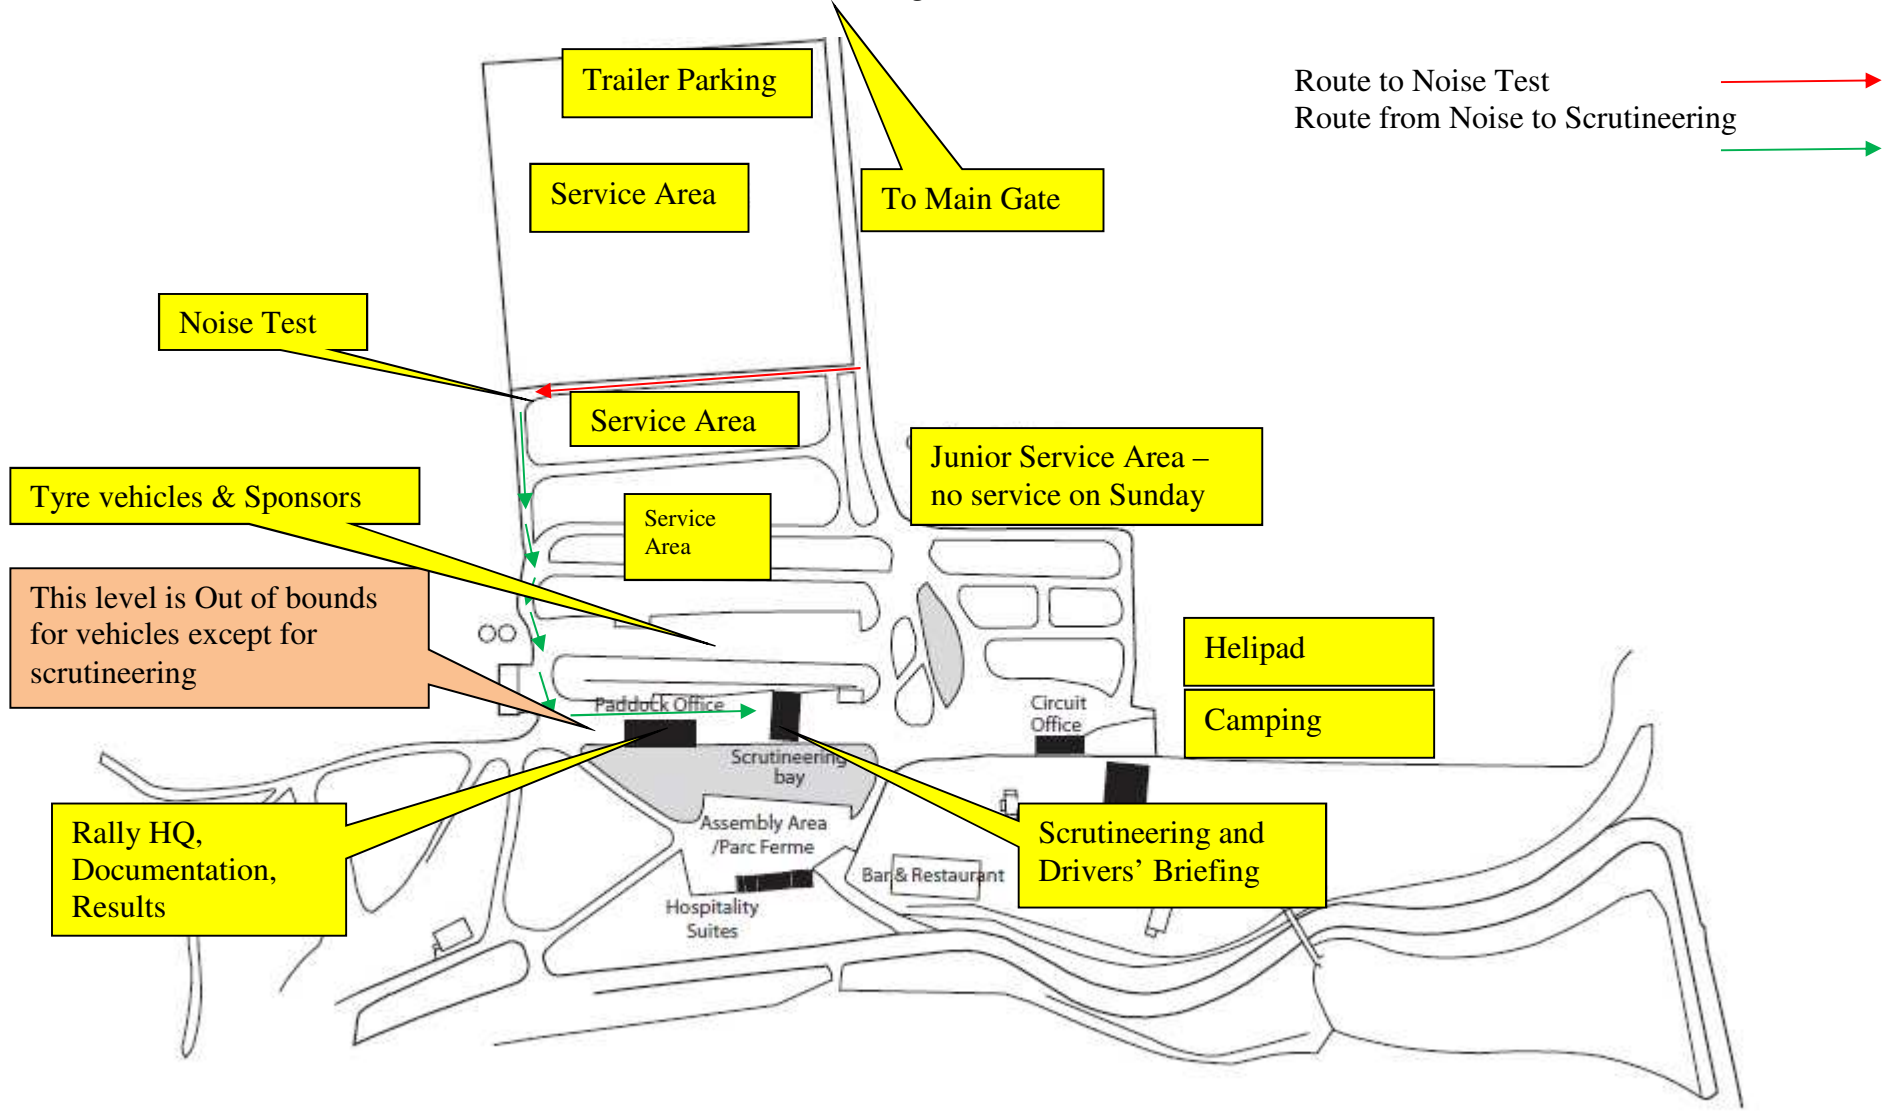 Trailer Parking
Route to Noise Test
Route from Noise to Scrutineering
Service Area
To Main Gate
Noise Test
Service Area
Junior Service Area –
no service on Sunday
Tyre vehicles & Sponsors
Service
Area
This level is Out of bounds
for vehicles except for
scrutineering
Helipad
Camping
Paddock Office
Circuit
Office
Scrutineering
bay
Rally HQ,
Documentation,
Results
Assembly Area
/Parc Ferme
Scrutineering and
Drivers’ Briefing
Bar & Restaurant
Hospitality
Suites